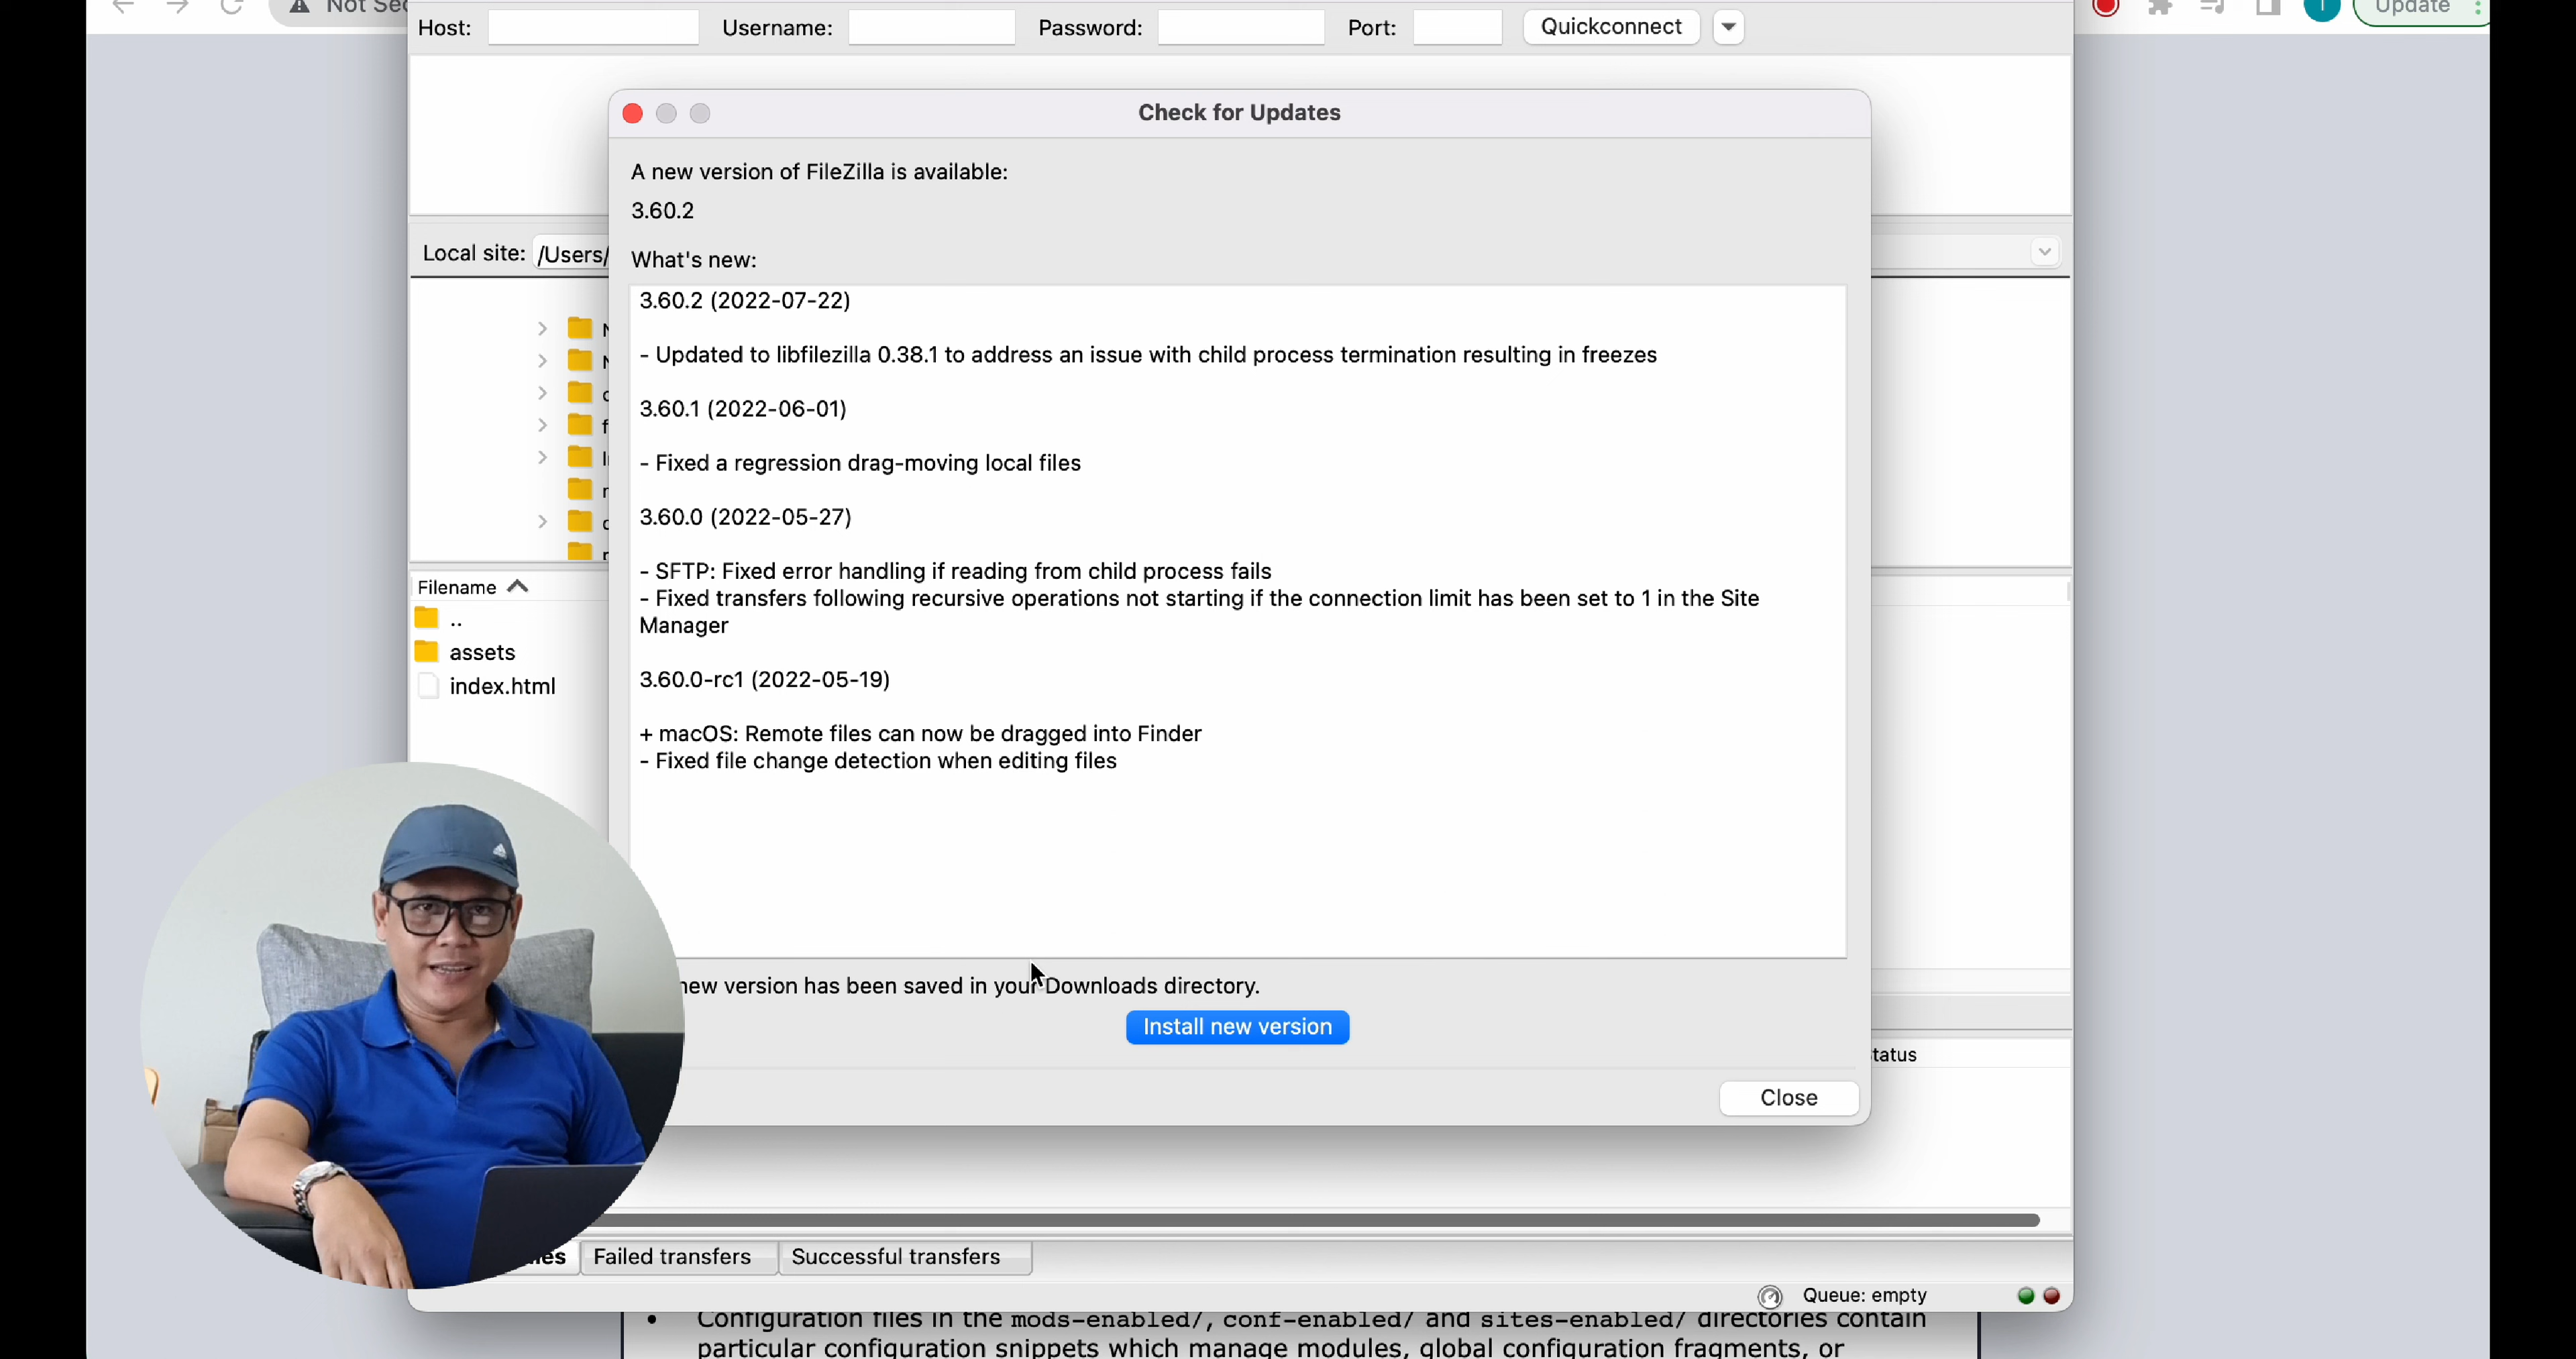 Update
Host: Username: Password: Port: Quickconnect
Check for Updates
A new version of FileZilla is available:
3.60.2
Local site: /Users/
What's new:
3.60.2 (2022-07-22)
- Updated to libfilezilla 0.38.1 to address an issue with child process termination resulting in freezes
3.60.1 (2022-06-01)
- Fixed a regression drag-moving local files
3.60.0 (2022-05-27)
- SFTP: Fixed error handling if reading from child process fails
- Fixed transfers following recursive operations not starting if the connection limit has been set to 1 in the Site
Manager
3.60.0-rc1 (2022-05-19)
+ macOS: Remote files can now be dragged into Finder
- Fixed file change detection when editing files
Filename
..
assets
index.html
new version has been saved in your Downloads directory.
Install new version
tatus
Close
Failed transfers Successful transfers
Queue: empty
• Configuration files in the mods-enabled/, conf-enabled/ and sites-enabled/ directories contain
particular configuration snippets which manage modules, global configuration fragments, or